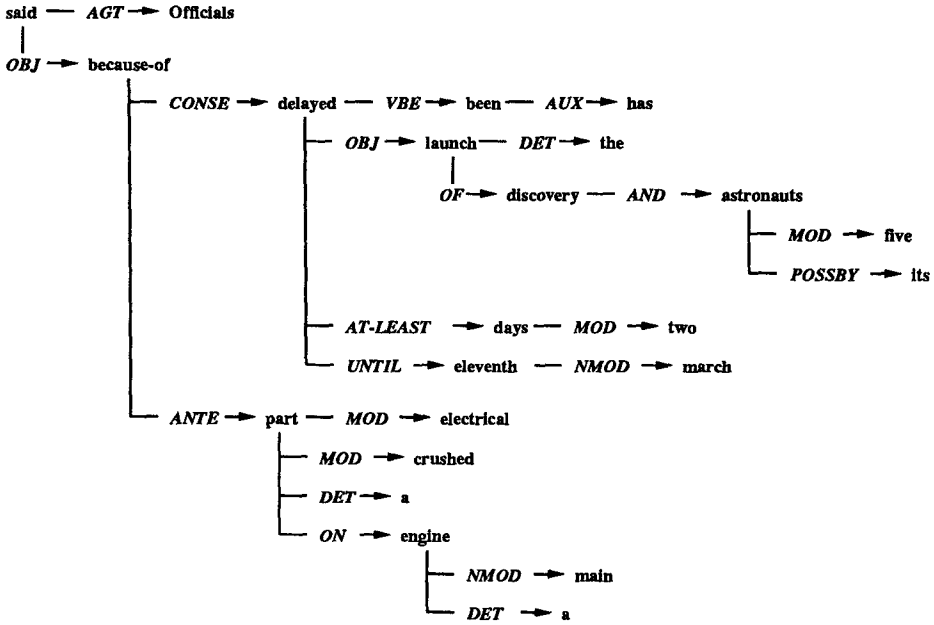 said AGT Officials
OBJ because-of
CONSE delayed VBE been AUX has
OBJ launch DET the
OF discovery AND astronauts
MOD five
POSSBY its
AT-LEAST days MOD two
UNTIL eleventh NMOD march
ANTE part MOD electrical
MOD crushed
DET a
ON engine
NMOD main
DET a